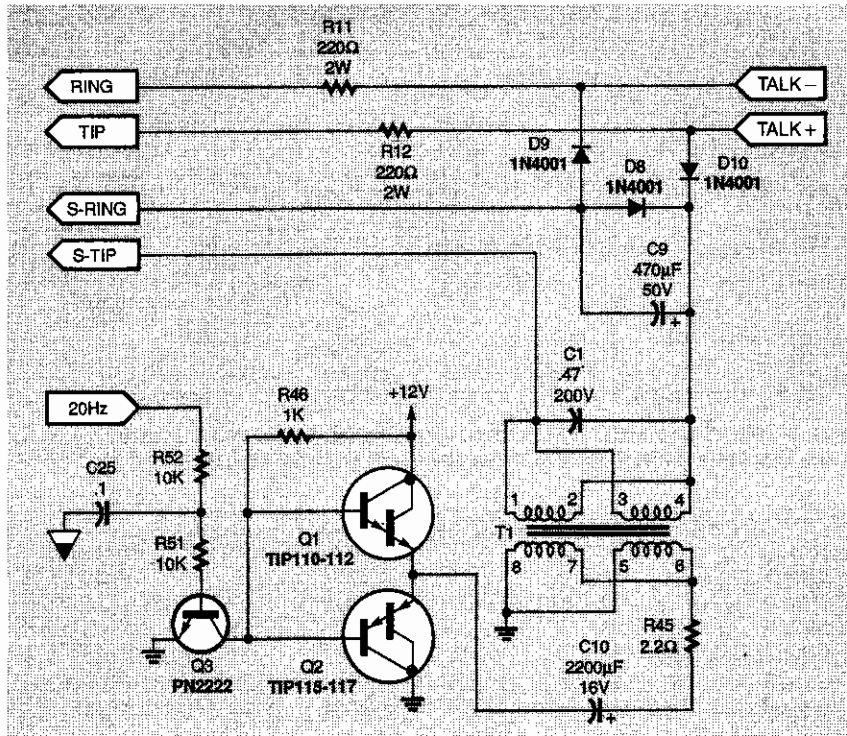 R11
220Ω
2W
RING
TALK −
TIP
TALK +
R12
220Ω
2W
D9
1N4001
D8
1N4001
D10
1N4001
S-RING
S-TIP
C9
470µF
50V
+
C1
.47
200V
20Hz
R46
1K
+12V
R52
10K
C25
.1
R51
10K
Q1
TIP110-112
1 2 3 4
T1
8 7 5 6
R45
2.2Ω
Q3
PN2222
Q2
TIP115-117
C10
2200µF
16V
+